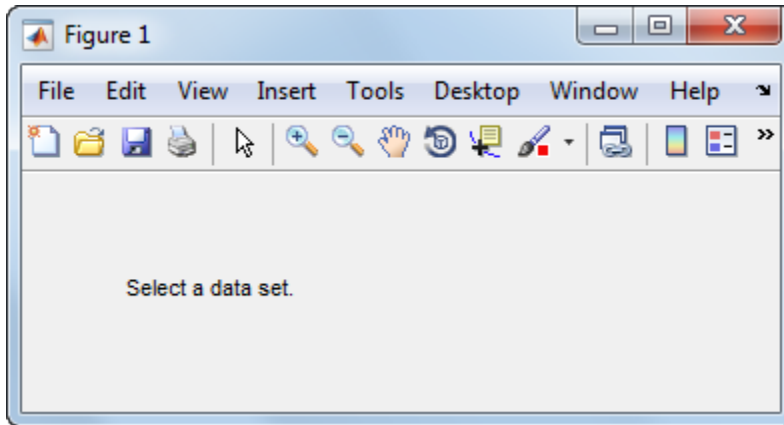 Figure 1
File Edit View Insert Tools Desktop Window Help
Select a data set.